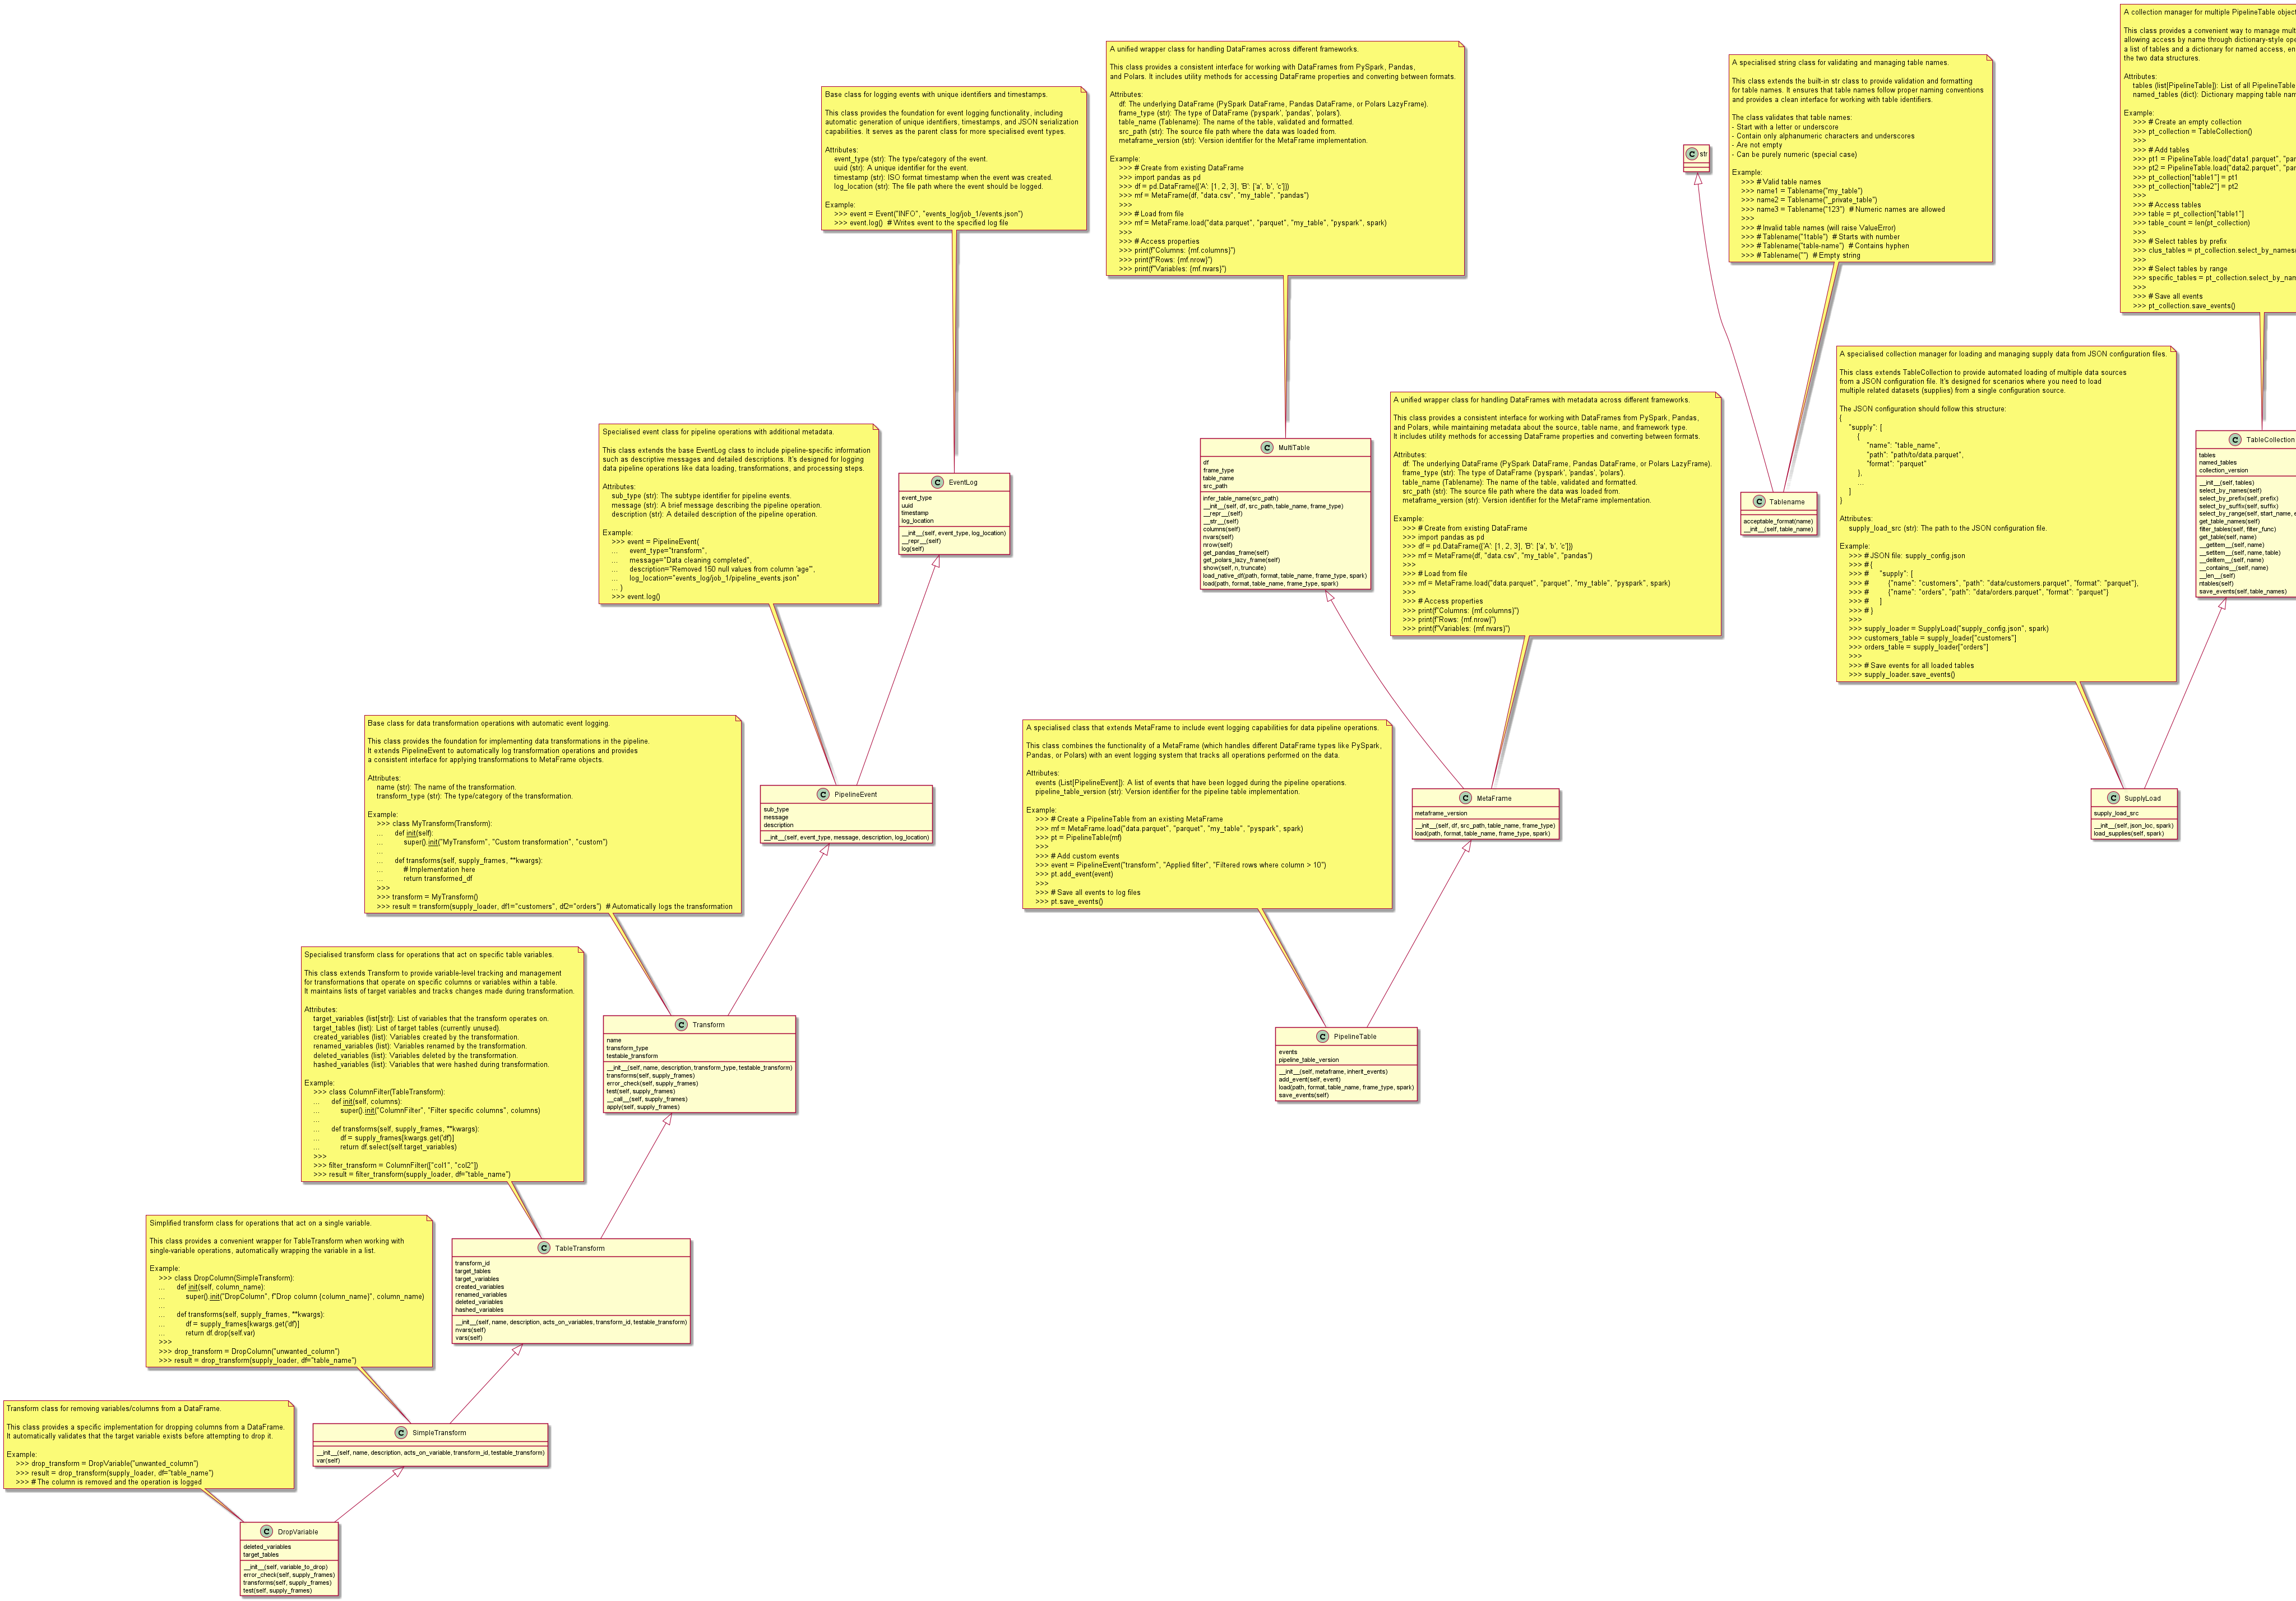 A collection manager for multiple PipelineTable
This class provides a convenient way to manage
allowing access by name through dictionary-style
a list of tables and a dictionary for named access,
the two data structures.
Attributes:
tables (list[PipelineTable]): List of all PipelineTable
named_tables (dict): Dictionary mapping table
Example:
>>> # Create an empty collection
>>> pt_collection = TableCollection()
>>>
>>> # Add tables
>>> pt1 = PipelineTable.load("data1.parquet",
>>> pt2 = PipelineTable.load("data2.parquet",
>>> pt_collection["table1"] = pt1
>>> pt_collection["table2"] = pt2
>>>
>>> # Access tables
>>> table = pt_collection["table1"]
>>> table_count = len(pt_collection)
>>>
>>> # Select tables by prefix
>>> clus_tables =
>>>
>>> # Select tables by range
>>> specific_tables =
>>>
>>> # Save all events
>>> pt_collection.save_events()
A unified wrapper class for handling DataFrames across different frameworks.
This class provides a consistent interface for working with DataFrames from PySpark, Pandas,
and Polars. It includes utility methods for accessing DataFrame properties and converting between formats.
Attributes:
df: The underlying DataFrame (PySpark DataFrame, Pandas DataFrame, or Polars LazyFrame).
frame_type (str): The type of DataFrame ('pyspark', 'pandas', 'polars').
table_name (Tablename): The name of the table, validated and formatted.
src_path (str): The source file path where the data was loaded from.
metaframe_version (str): Version identifier for the MetaFrame implementation.
Example:
>>> # Create from existing DataFrame
>>> import pandas as pd
>>> df = pd.DataFrame({'A': [1, 2, 3], 'B': ['a', 'b', 'c']})
>>> mf = MetaFrame(df, "data.csv", "my_table", "pandas")
>>>
>>> # Load from file
>>> mf = MetaFrame.load("data.parquet", "parquet", "my_table", "pyspark", spark)
>>>
>>> # Access properties
>>> print(f"Columns: {mf.columns}")
>>> print(f"Rows: {mf.nrow}")
>>> print(f"Variables: {mf.nvars}")
A specialised string class for validating and managing table names.
This class extends the built-in str class to provide validation and formatting
for table names. It ensures that table names follow proper naming conventions
and provides a clean interface for working with table identifiers.
The class validates that table names:
- Start with a letter or underscore
- Contain only alphanumeric characters and underscores
- Are not empty
- Can be purely numeric (special case)
Example:
>>> # Valid table names
>>> name1 = Tablename("my_table")
>>> name2 = Tablename("_private_table")
>>> name3 = Tablename("123")  # Numeric names are allowed
>>>
>>> # Invalid table names (will raise ValueError)
>>> # Tablename("1table")  # Starts with number
>>> # Tablename("table-name")  # Contains hyphen
>>> # Tablename("")  # Empty string
C str
Base class for logging events with unique identifiers and timestamps.
This class provides the foundation for event logging functionality, including
automatic generation of unique identifiers, timestamps, and JSON serialization
capabilities. It serves as the parent class for more specialised event types.
Attributes:
event_type (str): The type/category of the event.
uuid (str): A unique identifier for the event.
timestamp (str): ISO format timestamp when the event was created.
log_location (str): The file path where the event should be logged.
Example:
>>> event = Event("INFO", "events_log/job_1/events.json")
>>> event.log()  # Writes event to the specified log file
A specialised collection manager for loading and managing supply data from JSON configuration files.
This class extends TableCollection to provide automated loading of multiple data sources
from a JSON configuration file. It's designed for scenarios where you need to load
multiple related datasets (supplies) from a single configuration source.
The JSON configuration should follow this structure:
{
"supply": [
{
"name": "table_name",
"path": "path/to/data.parquet",
"format": "parquet"
},
...
]
}
Attributes:
supply_load_src (str): The path to the JSON configuration file.
Example:
>>> # JSON file: supply_config.json
>>> # {
>>> #     "supply": [
>>> #         {"name": "customers", "path": "data/customers.parquet", "format": "parquet"},
>>> #         {"name": "orders", "path": "data/orders.parquet", "format": "parquet"}
>>> #     ]
>>> # }
>>>
>>> supply_loader = SupplyLoad("supply_config.json", spark)
>>> customers_table = supply_loader["customers"]
>>> orders_table = supply_loader["orders"]
>>>
>>> # Save events for all loaded tables
>>> supply_loader.save_events()
A unified wrapper class for handling DataFrames with metadata across different frameworks.
This class provides a consistent interface for working with DataFrames from PySpark, Pandas,
and Polars, while maintaining metadata about the source, table name, and framework type.
It includes utility methods for accessing DataFrame properties and converting between formats.
Attributes:
df: The underlying DataFrame (PySpark DataFrame, Pandas DataFrame, or Polars LazyFrame).
frame_type (str): The type of DataFrame ('pyspark', 'pandas', 'polars').
table_name (Tablename): The name of the table, validated and formatted.
src_path (str): The source file path where the data was loaded from.
metaframe_version (str): Version identifier for the MetaFrame implementation.
Example:
>>> # Create from existing DataFrame
>>> import pandas as pd
>>> df = pd.DataFrame({'A': [1, 2, 3], 'B': ['a', 'b', 'c']})
>>> mf = MetaFrame(df, "data.csv", "my_table", "pandas")
>>>
>>> # Load from file
>>> mf = MetaFrame.load("data.parquet", "parquet", "my_table", "pyspark", spark)
>>>
>>> # Access properties
>>> print(f"Columns: {mf.columns}")
>>> print(f"Rows: {mf.nrow}")
>>> print(f"Variables: {mf.nvars}")
Specialised event class for pipeline operations with additional metadata.
This class extends the base EventLog class to include pipeline-specific information
such as descriptive messages and detailed descriptions. It's designed for logging
data pipeline operations like data loading, transformations, and processing steps.
Attributes:
sub_type (str): The subtype identifier for pipeline events.
message (str): A brief message describing the pipeline operation.
description (str): A detailed description of the pipeline operation.
Example:
>>> event = PipelineEvent(
...     event_type="transform",
...     message="Data cleaning completed",
...     description="Removed 150 null values from column 'age'",
...     log_location="events_log/job_1/pipeline_events.json"
... )
>>> event.log()
C EventLog
event_type
uuid
timestamp
log_location
__init__(self, event_type, log_location)
__repr__(self)
log(self)
C MultiTable
df
frame_type
table_name
src_path
infer_table_name(src_path)
__init__(self, df, src_path, table_name, frame_type)
__repr__(self)
__str__(self)
columns(self)
nvars(self)
nrow(self)
get_pandas_frame(self)
get_polars_lazy_frame(self)
show(self, n, truncate)
load_native_df(path, format, table_name, frame_type, spark)
load(path, format, table_name, frame_type, spark)
C Tablename
acceptable_format(name)
__init__(self, table_name)
C TableCollection
tables
named_tables
collection_version
__init__(self, tables)
select_by_names(self)
select_by_prefix(self, prefix)
select_by_suffix(self, suffix)
select_by_range(self, start_name,
get_table_names(self)
_filter_tables(self, filter_func)
get_table(self, name)
__getitem__(self, name)
__setitem__(self, name, table)
__delitem__(self, name)
__contains__(self, name)
__len__(self)
ntables(self)
save_events(self, table_names)
Base class for data transformation operations with automatic event logging.
This class provides the foundation for implementing data transformations in the pipeline.
It extends PipelineEvent to automatically log transformation operations and provides
a consistent interface for applying transformations to MetaFrame objects.
Attributes:
name (str): The name of the transformation.
transform_type (str): The type/category of the transformation.
Example:
>>> class MyTransform(Transform):
...     def init(self):
...         super().init("MyTransform", "Custom transformation", "custom")
...
...     def transforms(self, supply_frames, **kwargs):
...         # Implementation here
...         return transformed_df
>>>
>>> transform = MyTransform()
>>> result = transform(supply_loader, df1="customers", df2="orders")  # Automatically logs the transformation
A specialised class that extends MetaFrame to include event logging capabilities for data pipeline operations.
This class combines the functionality of a MetaFrame (which handles different DataFrame types like PySpark,
Pandas, or Polars) with an event logging system that tracks all operations performed on the data.
Attributes:
events (List[PipelineEvent]): A list of events that have been logged during the pipeline operations.
pipeline_table_version (str): Version identifier for the pipeline table implementation.
Example:
>>> # Create a PipelineTable from an existing MetaFrame
>>> mf = MetaFrame.load("data.parquet", "parquet", "my_table", "pyspark", spark)
>>> pt = PipelineTable(mf)
>>>
>>> # Add custom events
>>> event = PipelineEvent("transform", "Applied filter", "Filtered rows where column > 10")
>>> pt.add_event(event)
>>>
>>> # Save all events to log files
>>> pt.save_events()
C PipelineEvent
sub_type
message
description
__init__(self, event_type, message, description, log_location)
C MetaFrame
metaframe_version
__init__(self, df, src_path, table_name, frame_type)
load(path, format, table_name, frame_type, spark)
C SupplyLoad
supply_load_src
__init__(self, json_loc, spark)
load_supplies(self, spark)
Specialised transform class for operations that act on specific table variables.
This class extends Transform to provide variable-level tracking and management
for transformations that operate on specific columns or variables within a table.
It maintains lists of target variables and tracks changes made during transformation.
Attributes:
target_variables (list[str]): List of variables that the transform operates on.
target_tables (list): List of target tables (currently unused).
created_variables (list): Variables created by the transformation.
renamed_variables (list): Variables renamed by the transformation.
deleted_variables (list): Variables deleted by the transformation.
hashed_variables (list): Variables that were hashed during transformation.
Example:
>>> class ColumnFilter(TableTransform):
...     def init(self, columns):
...         super().init("ColumnFilter", "Filter specific columns", columns)
...
...     def transforms(self, supply_frames, **kwargs):
...         df = supply_frames[kwargs.get('df')]
...         return df.select(self.target_variables)
>>>
>>> filter_transform = ColumnFilter(["col1", "col2"])
>>> result = filter_transform(supply_loader, df="table_name")
C Transform
name
transform_type
testable_transform
__init__(self, name, description, transform_type, testable_transform)
transforms(self, supply_frames)
error_check(self, supply_frames)
test(self, supply_frames)
__call__(self, supply_frames)
apply(self, supply_frames)
C PipelineTable
events
pipeline_table_version
__init__(self, metaframe, inherit_events)
add_event(self, event)
load(path, format, table_name, frame_type, spark)
save_events(self)
Simplified transform class for operations that act on a single variable.
This class provides a convenient wrapper for TableTransform when working with
single-variable operations, automatically wrapping the variable in a list.
Example:
>>> class DropColumn(SimpleTransform):
...     def init(self, column_name):
...         super().init("DropColumn", f"Drop column {column_name}", column_name)
...
...     def transforms(self, supply_frames, **kwargs):
...         df = supply_frames[kwargs.get('df')]
...         return df.drop(self.var)
>>>
>>> drop_transform = DropColumn("unwanted_column")
>>> result = drop_transform(supply_loader, df="table_name")
C TableTransform
transform_id
target_tables
target_variables
created_variables
renamed_variables
deleted_variables
hashed_variables
__init__(self, name, description, acts_on_variables, transform_id, testable_transform)
nvars(self)
vars(self)
Transform class for removing variables/columns from a DataFrame.
This class provides a specific implementation for dropping columns from a DataFrame.
It automatically validates that the target variable exists before attempting to drop it.
Example:
>>> drop_transform = DropVariable("unwanted_column")
>>> result = drop_transform(supply_loader, df="table_name")
>>> # The column is removed and the operation is logged
C SimpleTransform
__init__(self, name, description, acts_on_variable, transform_id, testable_transform)
var(self)
C DropVariable
deleted_variables
target_tables
__init__(self, variable_to_drop)
error_check(self, supply_frames)
transforms(self, supply_frames)
test(self, supply_frames)